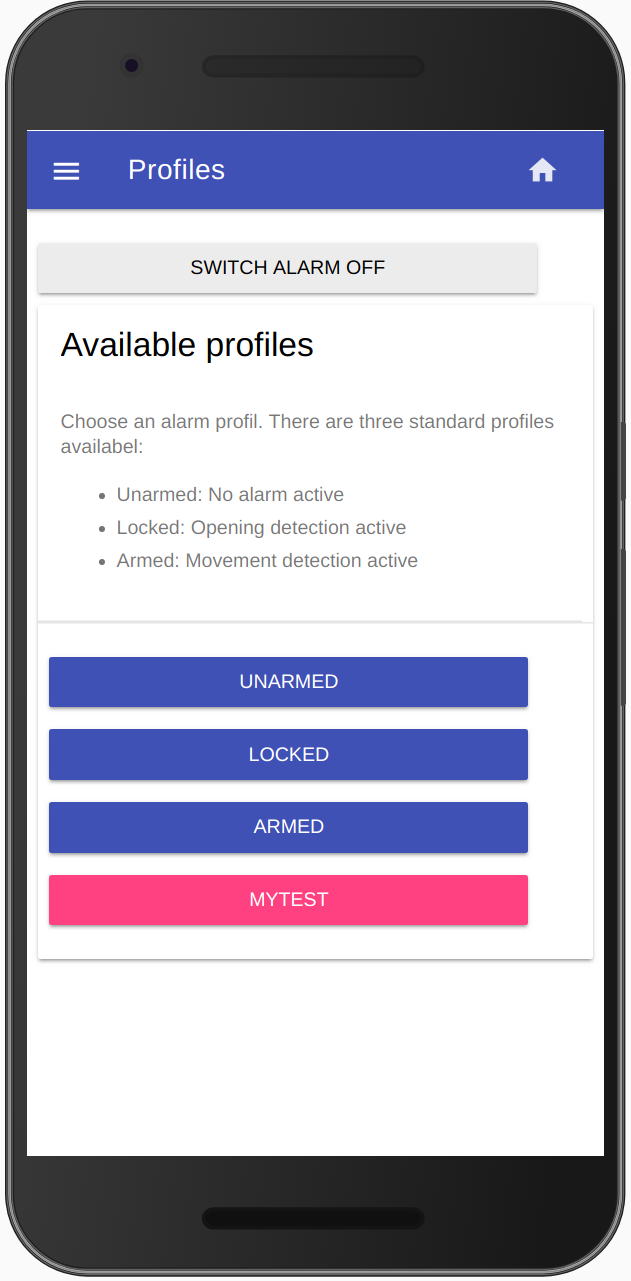 Profiles
SWITCH ALARM OFF
Available profiles
Choose an alarm profil. There are three standard profiles
availabel:
Unarmed: No alarm active
Locked: Opening detection active
Armed: Movement detection active
UNARMED
LOCKED
ARMED
MYTEST